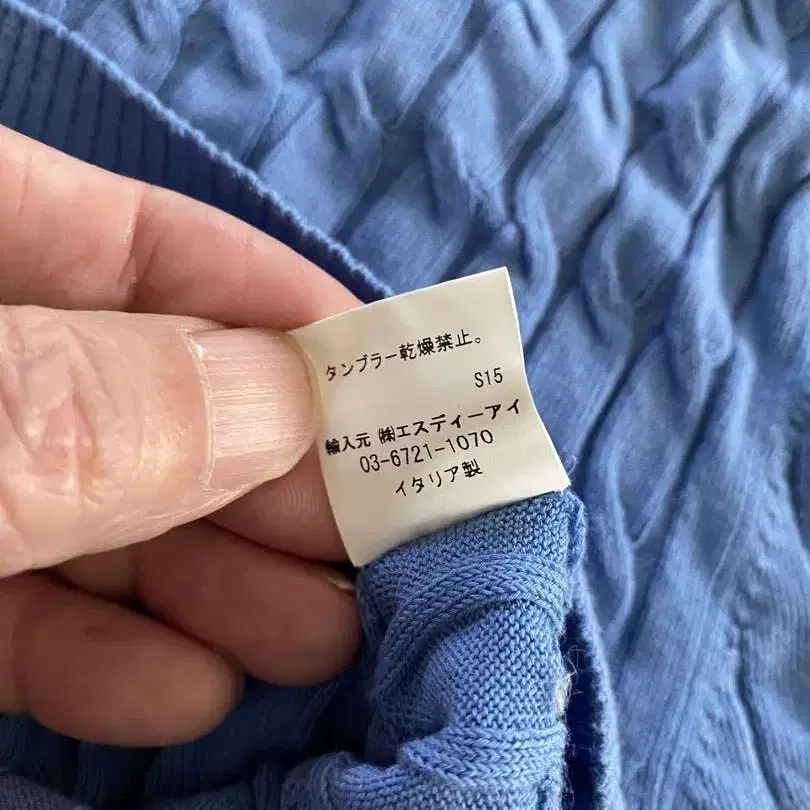 タンブラー乾燥禁止。
S15
輸入元 ㈱エスディーアイ
03-6721-1070
イタリア製